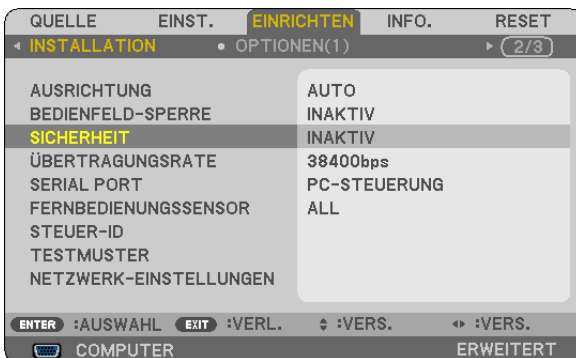 QUELLE EINST. EINRICHTEN INFO. RESET
INSTALLATION • OPTIONEN(1) 2/3
AUSRICHTUNG AUTO
BEDIENFELD-SPERRE INAKTIV
SICHERHEIT INAKTIV
ÜBERTRAGUNGSRATE 38400bps
SERIAL PORT PC-STEUERUNG
FERNBEDIENUNGSSENSOR ALL
STEUER-ID
TESTMUSTER
NETZWERK-EINSTELLUNGEN
ENTER :AUSWAHL EXIT :VERL. :VERS. :VERS.
COMPUTER ERWEITERT